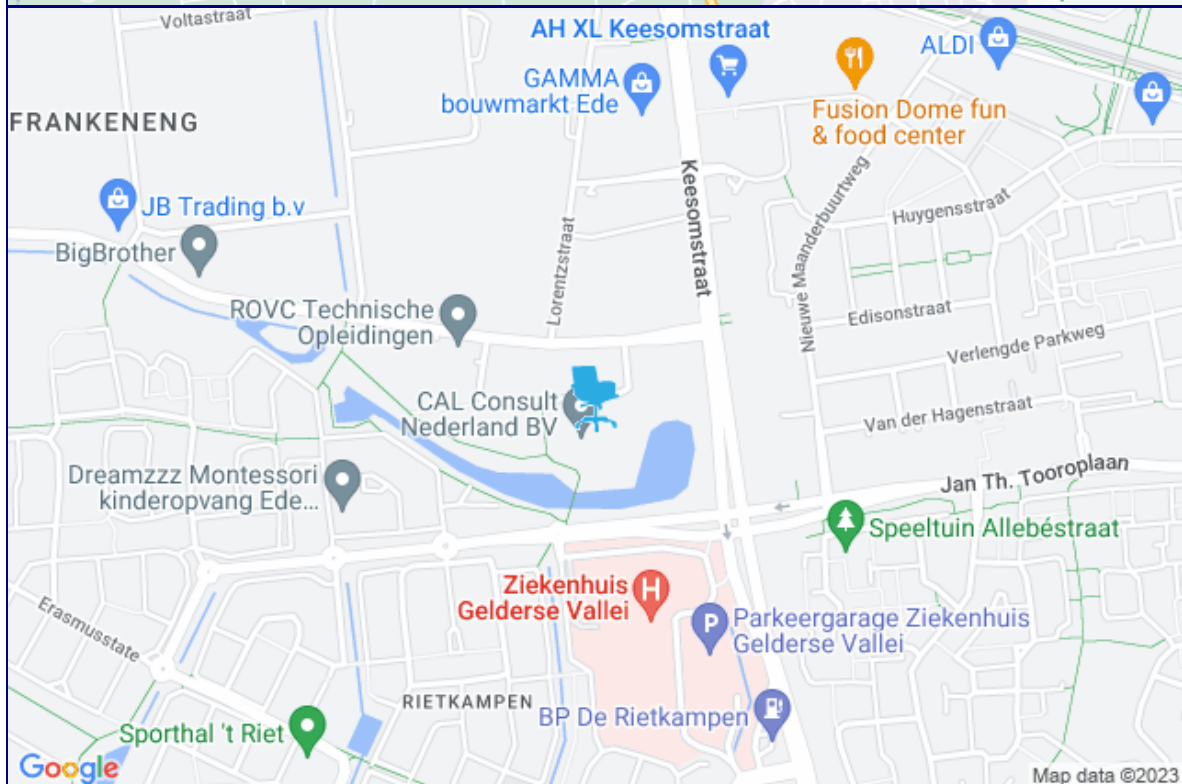 Voltastraat
AH XL Keesomstraat
ALDI
GAMMA
bouwmarkt Ede
Fusion Dome fun
& food center
FRANKENENG
Keesomstraat
Nieuwe Maanderbuurtweg
Huygensstraat
JB Trading b.v
BigBrother
Lorentzstraat
ROVC Technische
Opleidingen
Edisonstraat
Verlengde Parkweg
CAL Consult
Nederland BV
Van der Hagenstraat
Dreamzzz Montessori
kinderopvang Ede...
Jan Th. Tooroplaan
Speeltuin Allebéstraat
Ziekenhuis
Gelderse Vallei
H
P
Parkeergarage Ziekenhuis
Gelderse Vallei
Erasmusstate
RIETKAMPEN
BP De Rietkampen
Sporthal 't Riet
Google
Map data ©2023